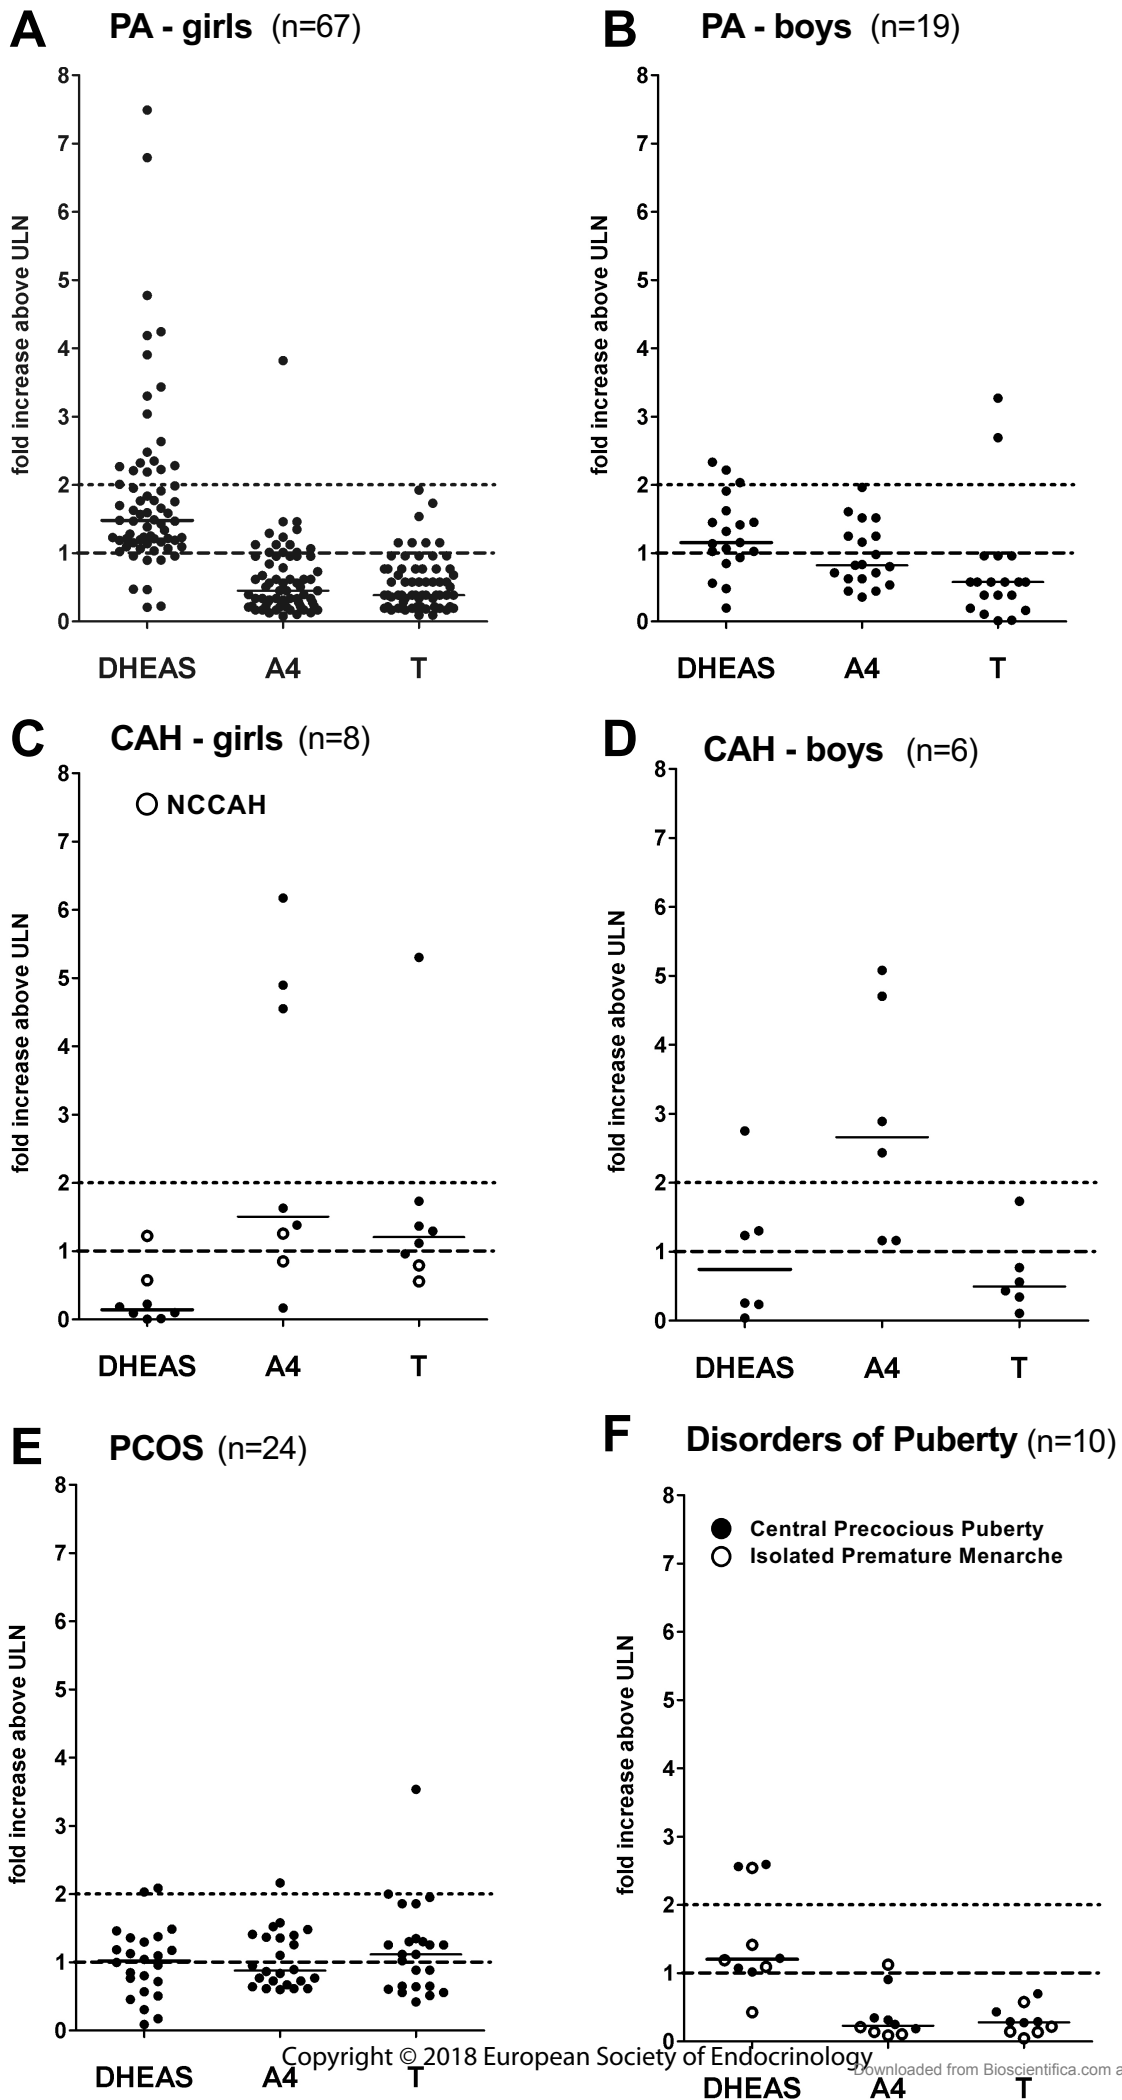 A PA - girls (n=67)
8
7
6
5
4
3
2
1
0
fold increase above ULN
DHEAS A4 T
B PA - boys (n=19)
8
7
6
5
4
3
2
1
0
fold increase above ULN
DHEAS A4 T
C CAH - girls (n=8)
8
7
6
5
4
3
2
1
0
fold increase above ULN
NCCAH
DHEAS A4 T
D CAH - boys (n=6)
8
7
6
5
4
3
2
1
0
fold increase above ULN
DHEAS A4 T
E PCOS (n=24)
8
7
6
5
4
3
2
1
0
fold increase above ULN
DHEAS A4 T
F Disorders of Puberty (n=10)
8
7
6
5
4
3
2
1
0
fold increase above ULN
Central Precocious Puberty
Isolated Premature Menarche
DHEAS A4 T
Copyright © 2018 European Society of Endocrinology
Downloaded from Bioscientifica.com a